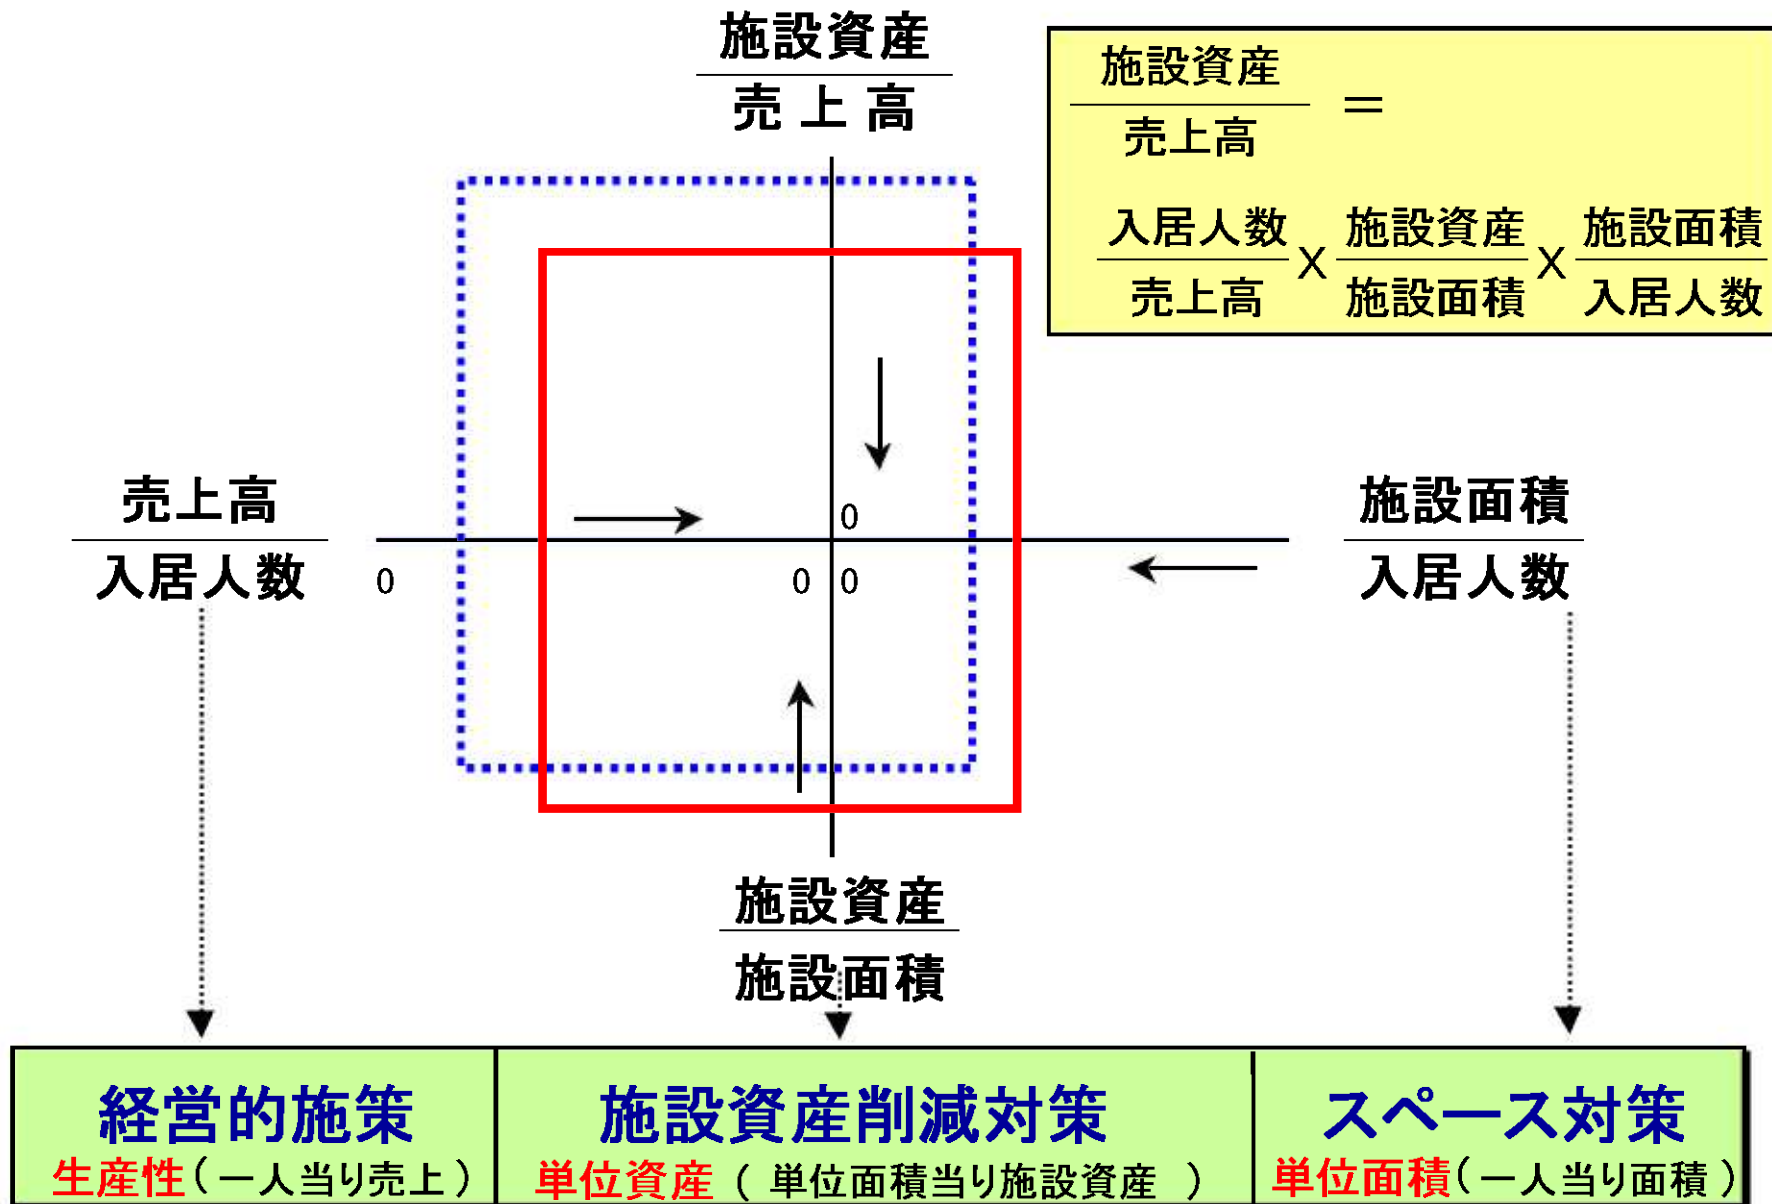 施設資産
売上高
施設資産
売上高
=
入居人数
売上高
X
施設資産
施設面積
X
施設面積
入居人数
売上高
入居人数
0
0
0 0
施設面積
入居人数
施設資産
施設面積
経営的施策
生産性(一人当り売上)
施設資産削減対策
単位資産(単位面積当り施設資産)
スペース対策
単位面積(一人当り面積)